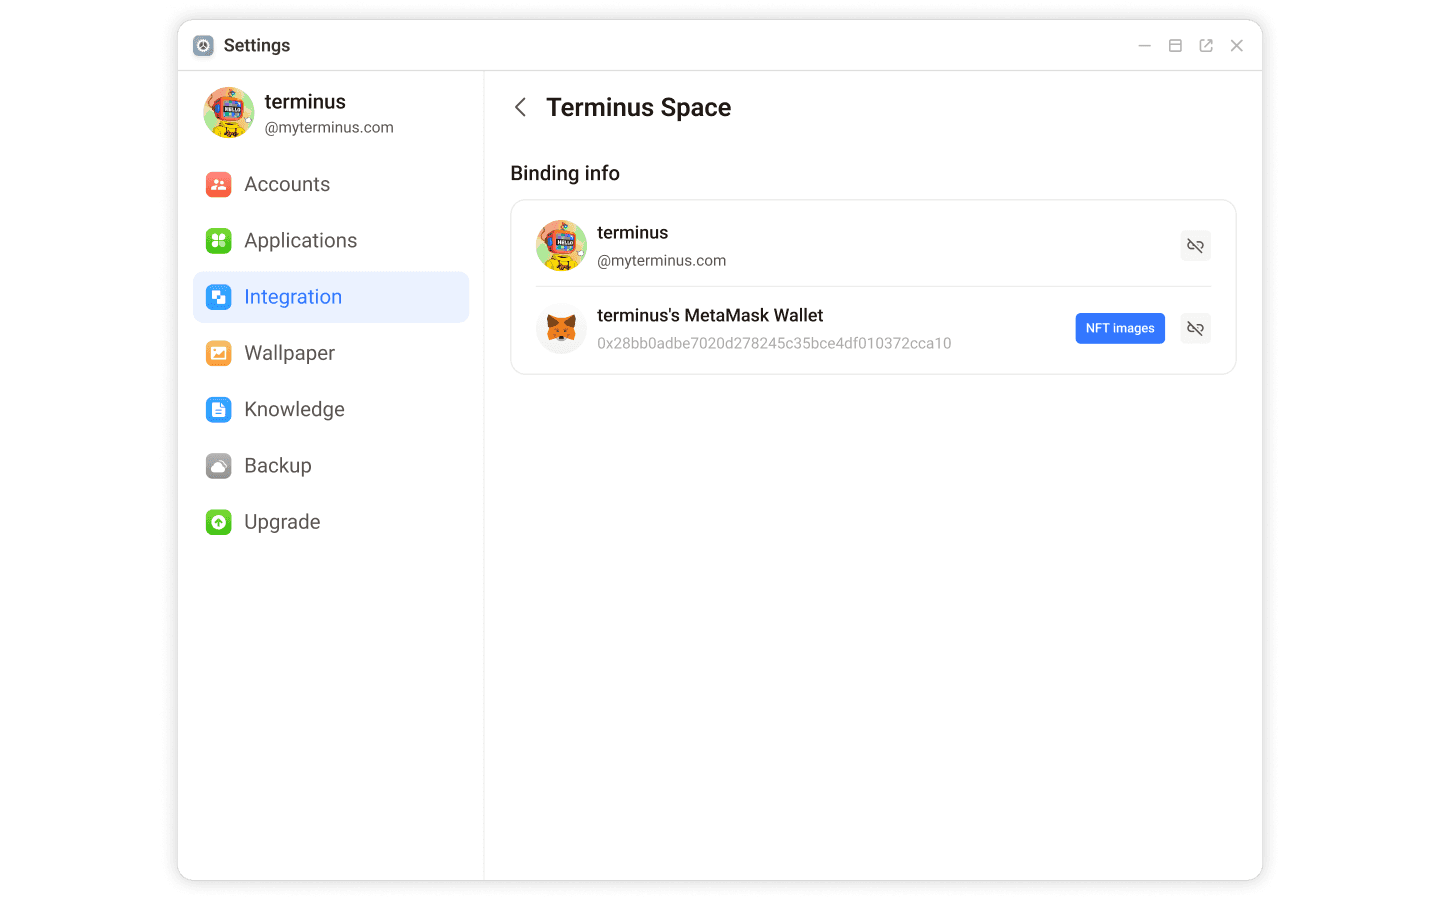 Settings
terminus
@myterminus.com
Accounts
Applications
Integration
Wallpaper
Knowledge
Backup
Upgrade
Terminus Space
Binding info
HELLO
terminus
@myterminus.com
terminus's MetaMask Wallet
0x28bb0adbe7020d278245c35bce4df010372cca10
NFT images